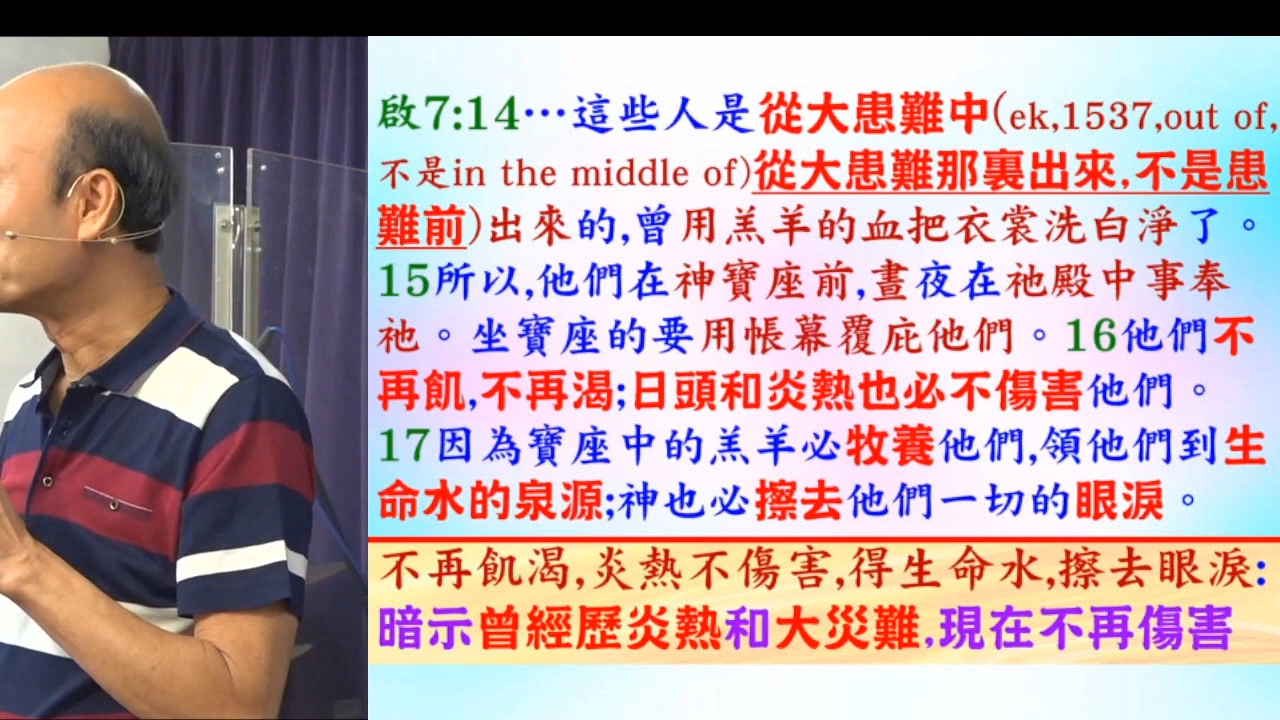 啟7:14…這些人是從大患難中(ek,1537,out of,
不是in the middle of)從大患難那裏出來,不是患
難前)出來的,曾用羔羊的血把衣裳洗白淨了。
15所以,他們在神寶座前,晝夜在祂殿中事奉
祂。坐寶座的要用帳幕覆庇他們。16他們不
再飢,不再渴;日頭和炎熱也必不傷害他們。
17因為寶座中的羔羊必牧養他們,領他們到生
命水的泉源;神也必擦去他們一切的眼淚。
不再飢渴,炎熱不傷害,得生命水,擦去眼淚:
暗示曾經歷炎熱和大災難,現在不再傷害